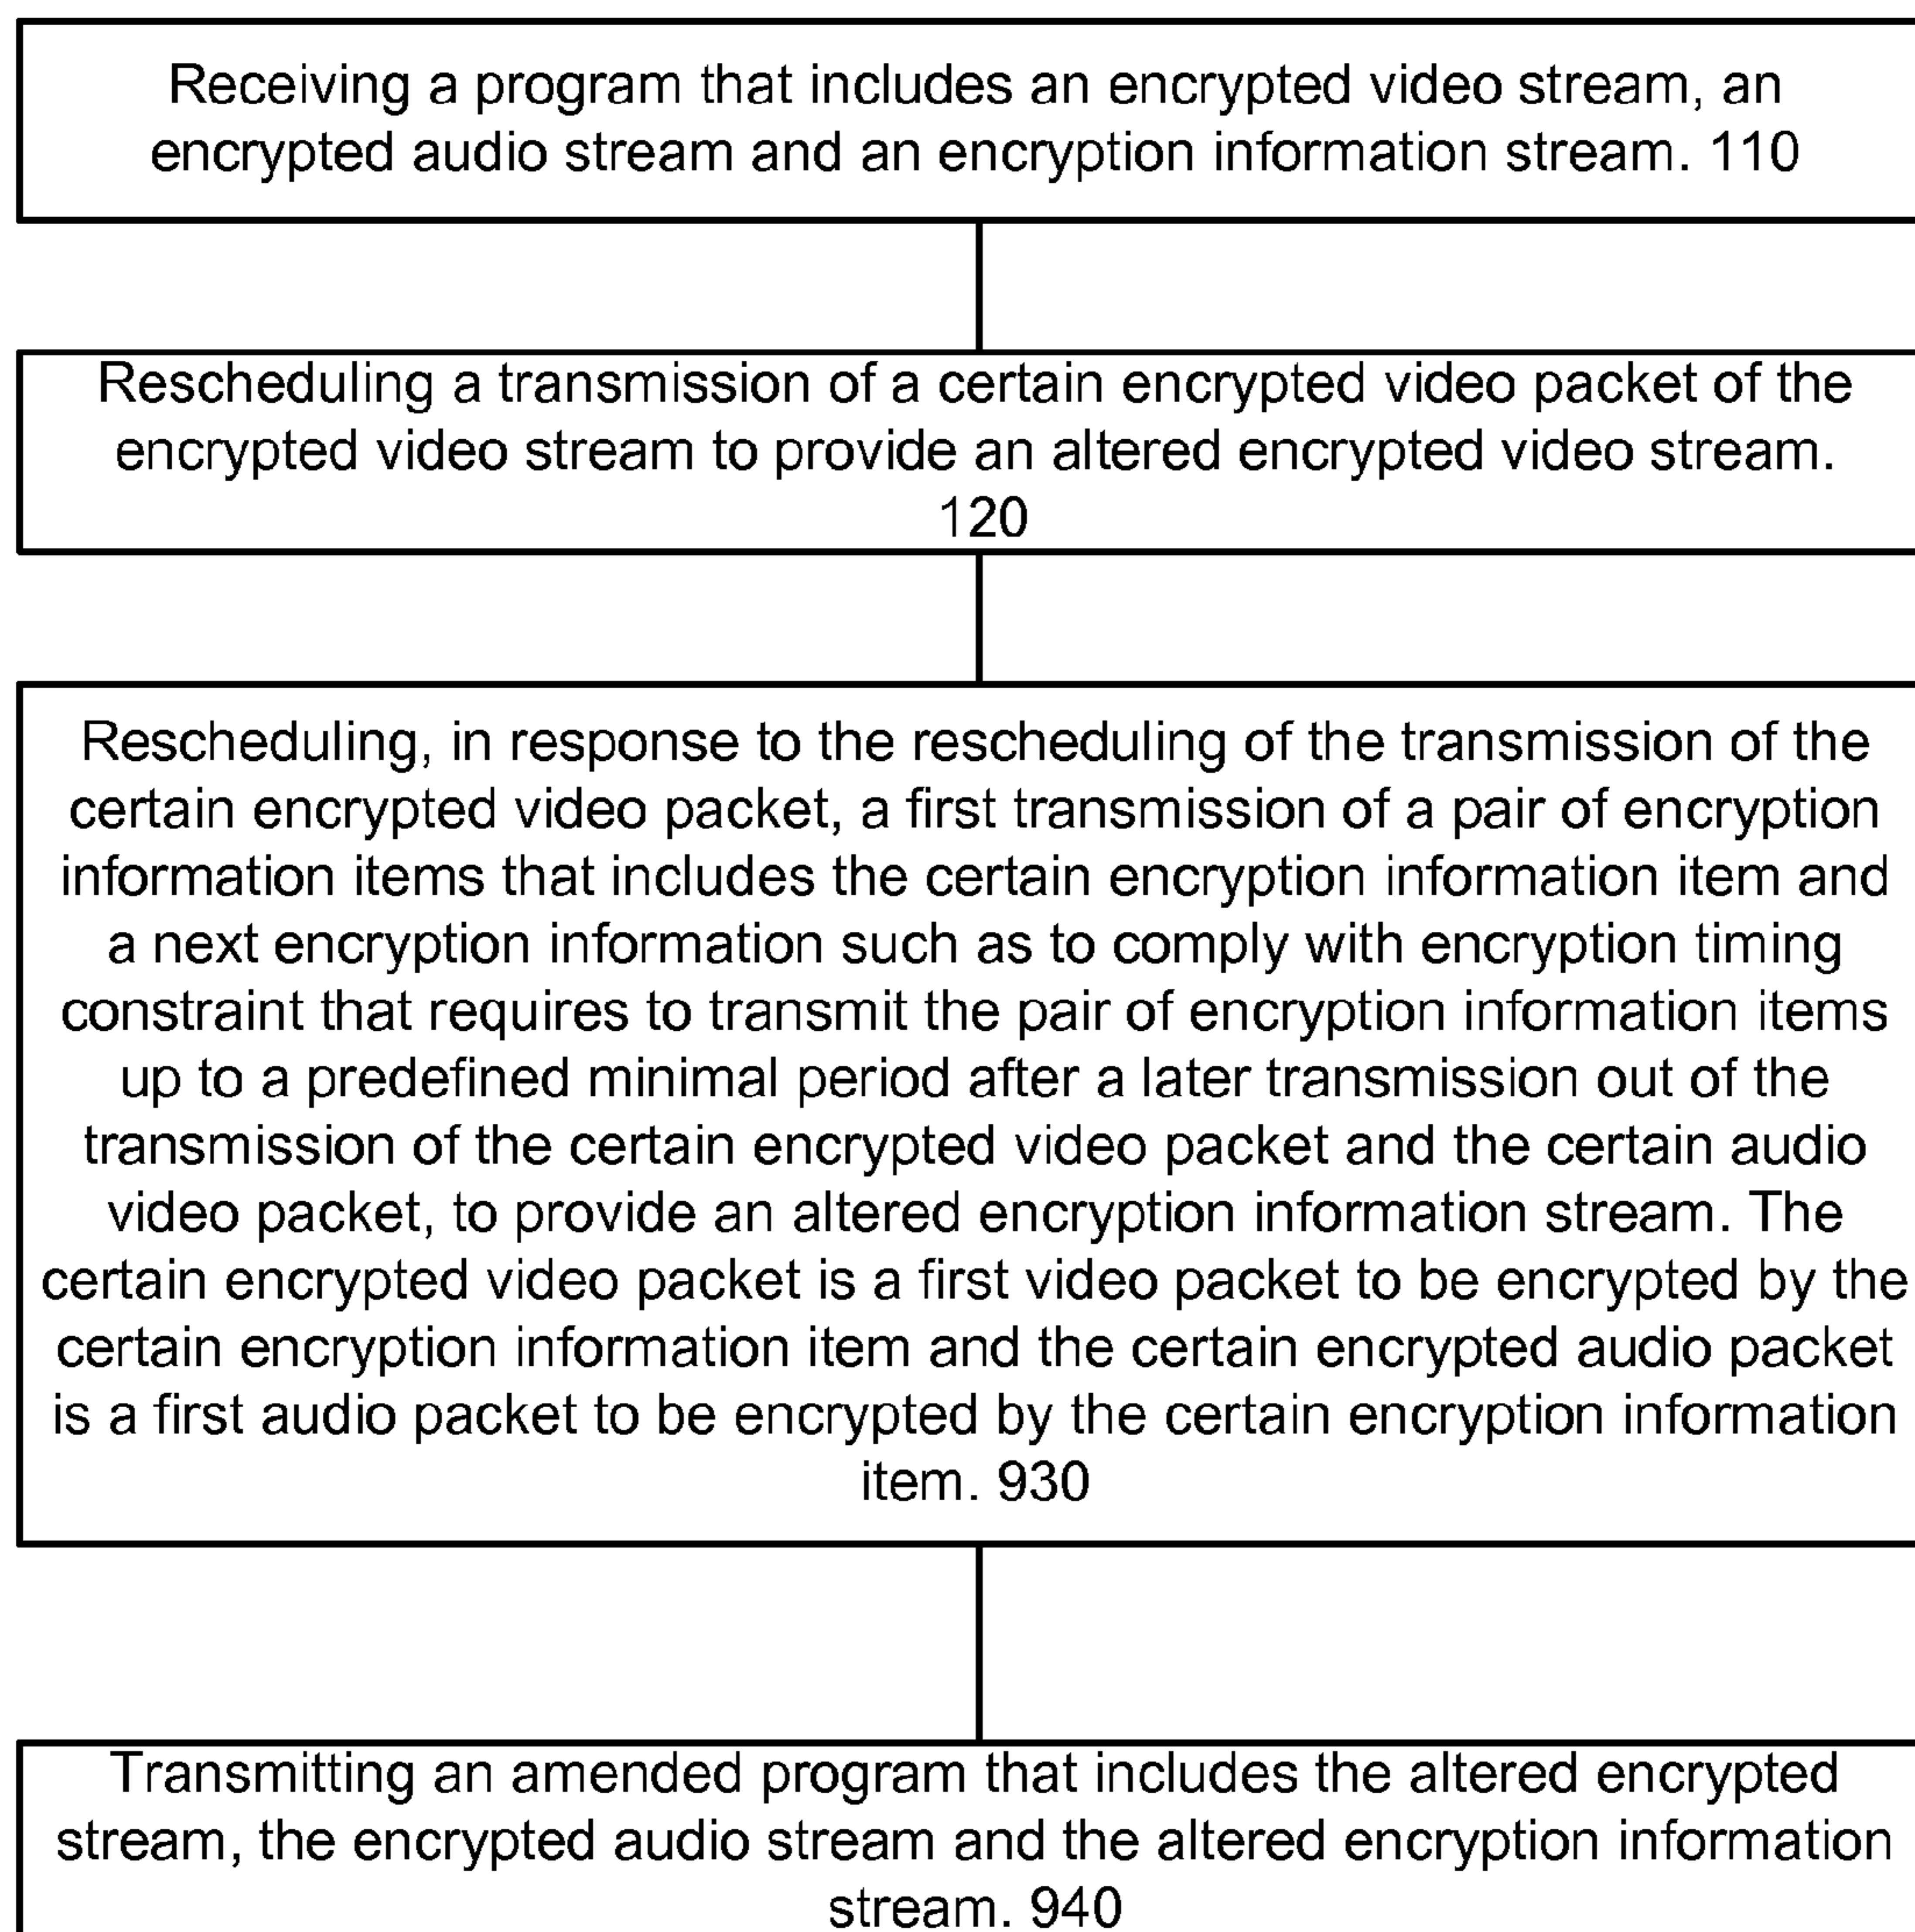 Receiving a program that includes an encrypted video stream, an
encrypted audio stream and an encryption information stream. 110
Rescheduling a transmission of a certain encrypted video packet of the
encrypted video stream to provide an altered encrypted video stream.
120
Rescheduling, in response to the rescheduling of the transmission of the
certain encrypted video packet, a first transmission of a pair of encryption
information items that includes the certain encryption information item and
a next encryption information such as to comply with encryption timing
constraint that requires to transmit the pair of encryption information items
up to a predefined minimal period after a later transmission out of the
transmission of the certain encrypted video packet and the certain audio
video packet, to provide an altered encryption information stream. The
certain encrypted video packet is a first video packet to be encrypted by the
certain encryption information item and the certain encrypted audio packet
is a first audio packet to be encrypted by the certain encryption information
item. 930
Transmitting an amended program that includes the altered encrypted
stream, the encrypted audio stream and the altered encryption information
stream. 940